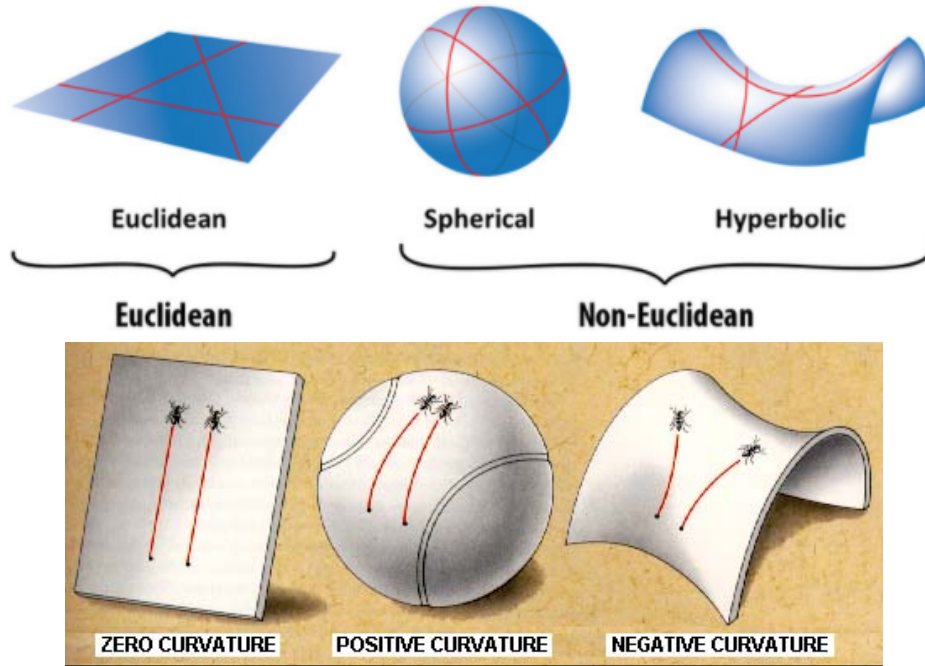 Euclidean
Spherical
Hyperbolic
Euclidean
Non-Euclidean
ZERO CURVATURE
POSITIVE CURVATURE
NEGATIVE CURVATURE